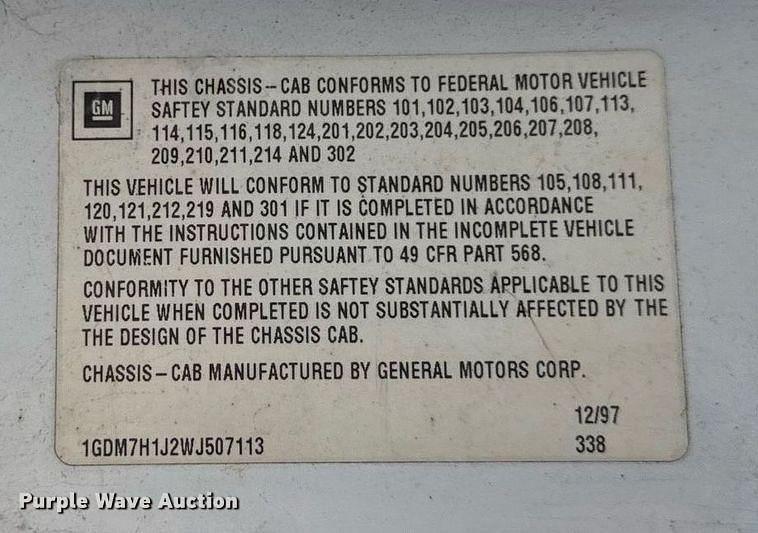 GM
THIS CHASSIS-CAB CONFORMS TO FEDERAL MOTOR VEHICLE
SAFTEY STANDARD NUMBERS 101,102,103,104,106,107,113,
114,115,116,118,124,201,202,203,204,205,206,207,208,
209,210,211,214 AND 302
THIS VEHICLE WILL CONFORM TO STANDARD NUMBERS 105,108,111,
120,121,212,219 AND 301 IF IT IS COMPLETED IN ACCORDANCE
WITH THE INSTRUCTIONS CONTAINED IN THE INCOMPLETE VEHICLE
DOCUMENT FURNISHED PURSUANT TO 49 CFR PART 568.
CONFORMITY TO THE OTHER SAFTEY STANDARDS APPLICABLE TO THIS
VEHICLE WHEN COMPLETED IS NOT SUBSTANTIALLY AFFECTED BY THE
THE DESIGN OF THE CHASSIS CAB.
CHASSIS-CAB MANUFACTURED BY GENERAL MOTORS CORP.
12/97
1GDM7H1J2WJ507113 338
Purple Wave Auction